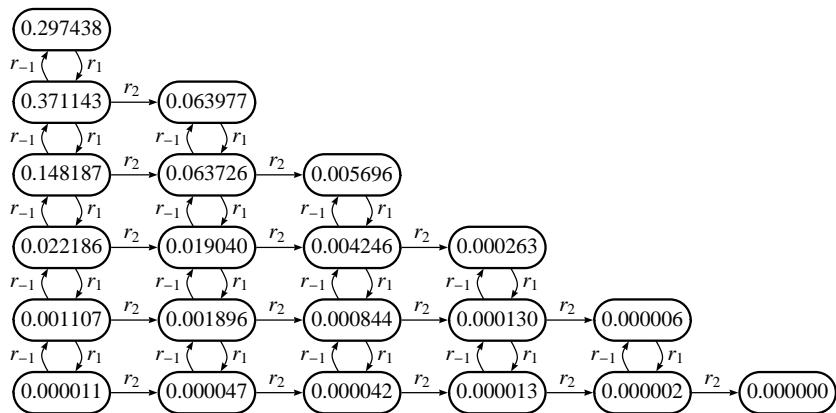 0.297438
r₋₁ r₁
0.371143 r₂ 0.063977
r₋₁ r₁ r₋₁ r₁
0.148187 r₂ 0.063726 r₂ 0.005696
r₋₁ r₁ r₋₁ r₁ r₋₁ r₁
0.022186 r₂ 0.019040 r₂ 0.004246 r₂ 0.000263
r₋₁ r₁ r₋₁ r₁ r₋₁ r₁ r₋₁ r₁
0.001107 r₂ 0.001896 r₂ 0.000844 r₂ 0.000130 r₂ 0.000006
r₋₁ r₁ r₋₁ r₁ r₋₁ r₁ r₋₁ r₁ r₋₁ r₁
0.000011 r₂ 0.000047 r₂ 0.000042 r₂ 0.000013 r₂ 0.000002 r₂ 0.000000